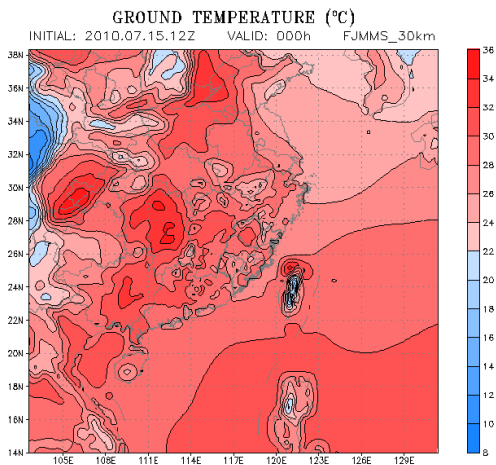 GROUND TEMPERATURE (°C)
INITIAL: 2010.07.15.12Z VALID: 000h FJMMS_30km
38N
36N
34N
32N
30N
28N
26N
24N
22N
20N
18N
16N
14N
105E 108E 111E 114E 117E 120E 123E 126E 129E
36
34
32
30
28
26
24
22
20
18
16
14
12
10
8